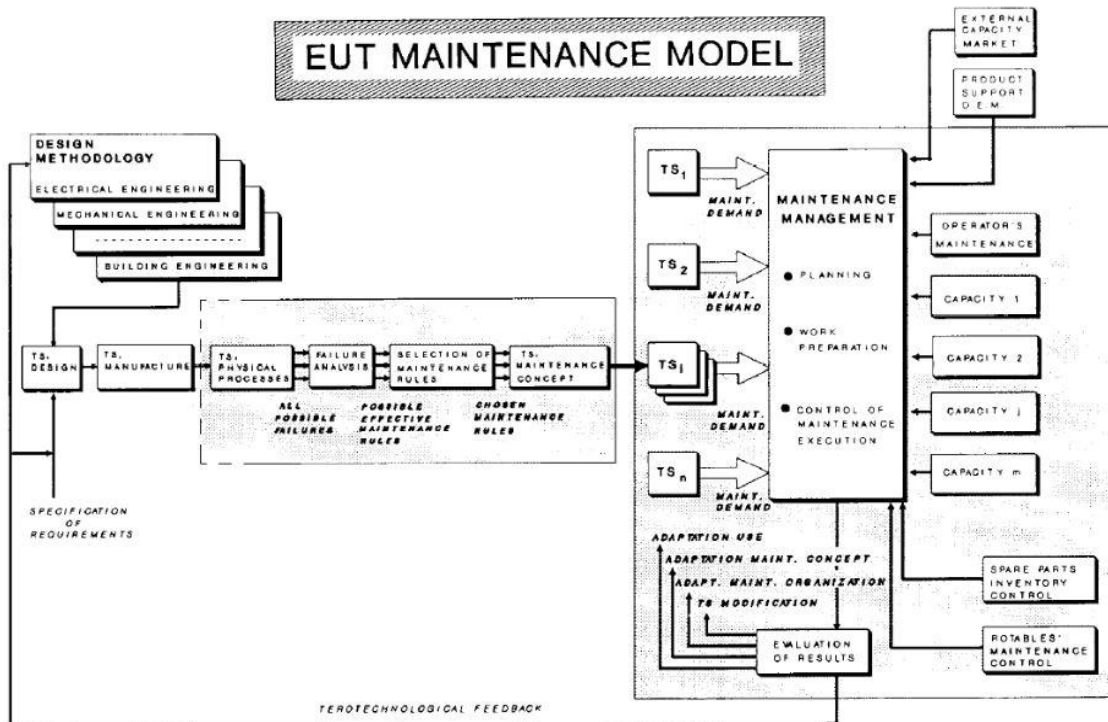 EUT MAINTENANCE MODEL
EXTERNAL
CAPACITY
MARKET
PRODUCT
SUPPORT
O.E.M.
DESIGN
METHODOLOGY
ELECTRICAL ENGINEERING
MECHANICAL ENGINEERING
BUILDING ENGINEERING
TSi
DESIGN
TSi
MANUFACTURE
TSi
PHYSICAL
PROCESSES
FAILURE
ANALYSIS
SELECTION OF
MAINTENANCE
RULES
TSi
MAINTENANCE
CONCEPT
ALL
POSSIBLE
FAILURES
POSSIBLE
EFFECTIVE
MAINTENANCE
RULES
CHOSEN
MAINTENANCE
RULES
SPECIFICATION
OF
REQUIREMENTS
TS1
MAINT.
DEMAND
TS2
MAINT.
DEMAND
TSi
MAINT.
DEMAND
TSn
MAINT.
DEMAND
MAINTENANCE
MANAGEMENT
● PLANNING
● WORK
PREPARATION
● CONTROL OF
MAINTENANCE
EXECUTION
OPERATOR'S
MAINTENANCE
CAPACITY 1
CAPACITY 2
CAPACITY j
CAPACITY m
SPARE PARTS
INVENTORY
CONTROL
ROTABLES'
MAINTENANCE
CONTROL
ADAPTATION USE
ADAPTATION MAINT. CONCEPT
ADAPT. MAINT. ORGANIZATION
TS MODIFICATION
EVALUATION
OF RESULTS
TEROTECHNOLOGICAL FEEDBACK